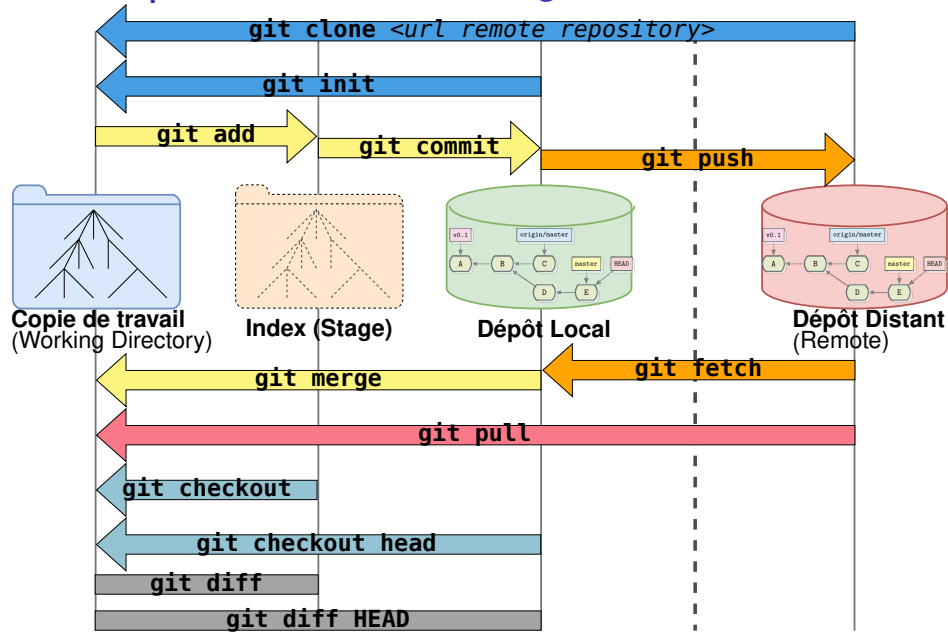 git clone <url remote repository>
git init
git add
git commit
git push
v0.1
origin/master
A
B
C
master
HEAD
D
E
v0.1
origin/master
A
B
C
master
HEAD
D
E
Copie de travail
(Working Directory)
Index (Stage)
Dépôt Local
Dépôt Distant
(Remote)
git fetch
git merge
git pull
git checkout
git checkout head
git diff
git diff HEAD